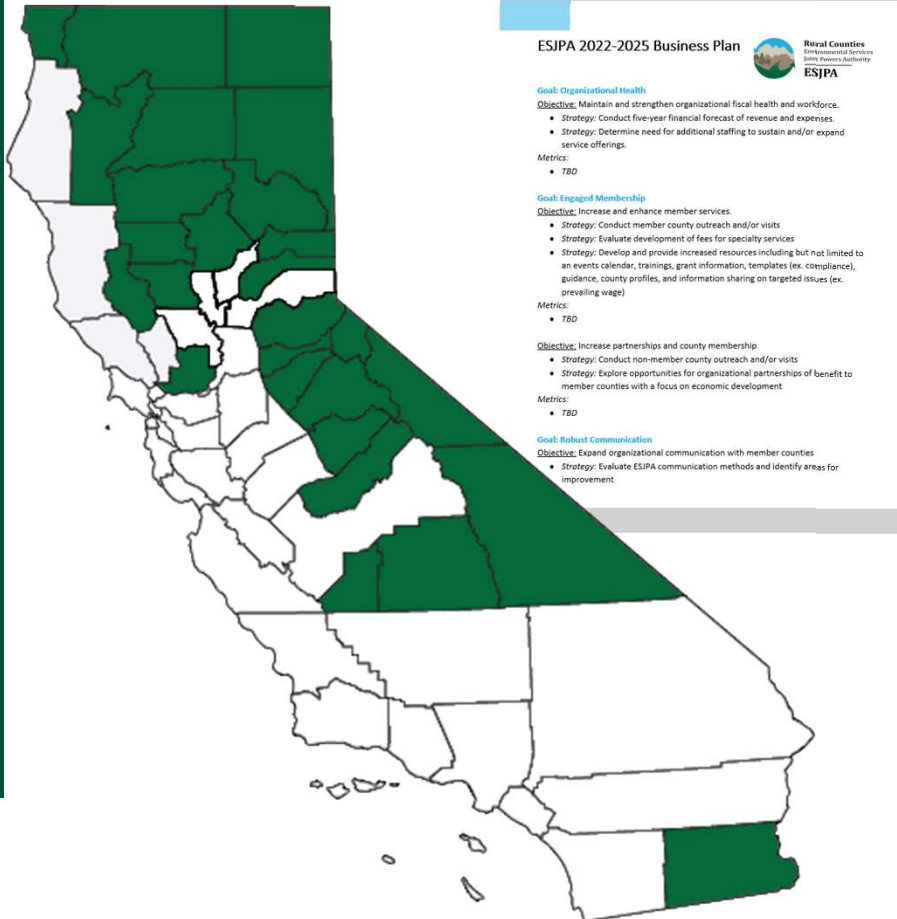 ESJPA 2022-2025 Business Plan
Rural Counties
Environmental Services
Joint Powers Authority
ESJPA
Goal: Organizational Health
Objective: Maintain and strengthen organizational fiscal health and workforce.
• Strategy: Conduct five-year financial forecast of revenue and expenses.
• Strategy: Determine need for additional staffing to sustain and/or expand
service offerings.
Metrics:
• TBD
Goal: Engaged Membership
Objective: Increase and enhance member services.
• Strategy: Conduct member county outreach and/or visits
• Strategy: Evaluate development of fees for specialty services
• Strategy: Develop and provide increased resources including but not limited to
an events calendar, trainings, grant information, templates (ex. compliance),
guidance, county profiles, and information sharing on targeted issues (ex.
prevailing wage)
Metrics:
• TBD
Objective: Increase partnerships and county membership
• Strategy: Conduct non-member county outreach and/or visits
• Strategy: Explore opportunities for organizational partnerships of benefit to
member counties with a focus on economic development
Metrics:
• TBD
Goal: Robust Communication
Objective: Expand organizational communication with member counties
• Strategy: Evaluate ESJPA communication methods and identify areas for
improvement